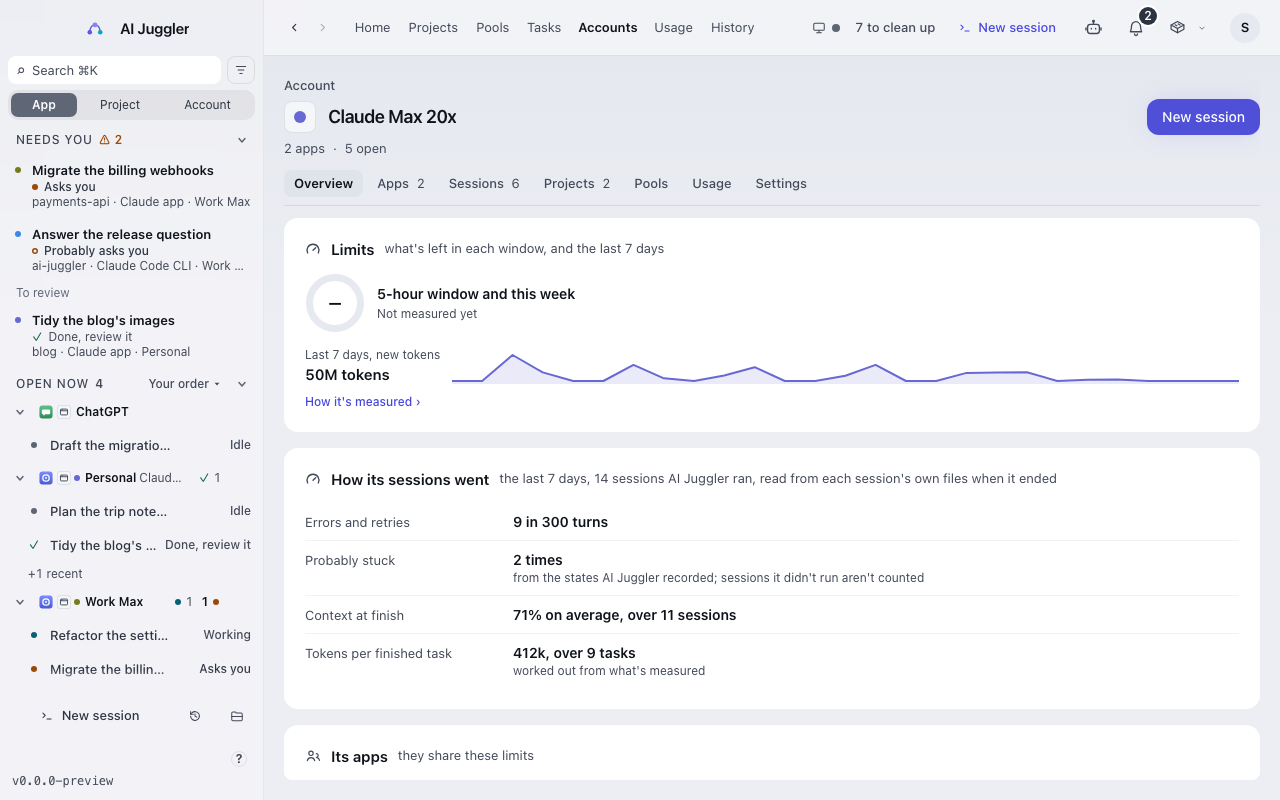 AI Juggler
Search ⌘K
App Project Account
NEEDS YOU 2
Migrate the billing webhooks
Asks you
payments-api · Claude app · Work Max
Answer the release question
Probably asks you
ai-juggler · Claude Code CLI · Work ...
To review
Tidy the blog's images
Done, review it
blog · Claude app · Personal
OPEN NOW 4 Your order
ChatGPT
Draft the migratio... Idle
Personal Claud... 1
Plan the trip note... Idle
Tidy the blog's ... Done, review it
+1 recent
Work Max 1 1
Refactor the setti... Working
Migrate the billin... Asks you
New session
?
v0.0.0-preview
Home Projects Pools Tasks Accounts Usage History 7 to clean up New session 2 S
Account
Claude Max 20x
New session
2 apps · 5 open
Overview Apps 2 Sessions 6 Projects 2 Pools Usage Settings
Limits what's left in each window, and the last 7 days
–
5-hour window and this week
Not measured yet
Last 7 days, new tokens
50M tokens
How it's measured ›
How its sessions went the last 7 days, 14 sessions AI Juggler ran, read from each session's own files when it ended
Errors and retries 9 in 300 turns
Probably stuck 2 times
from the states AI Juggler recorded; sessions it didn't run aren't counted
Context at finish 71% on average, over 11 sessions
Tokens per finished task 412k, over 9 tasks
worked out from what's measured
Its apps they share these limits